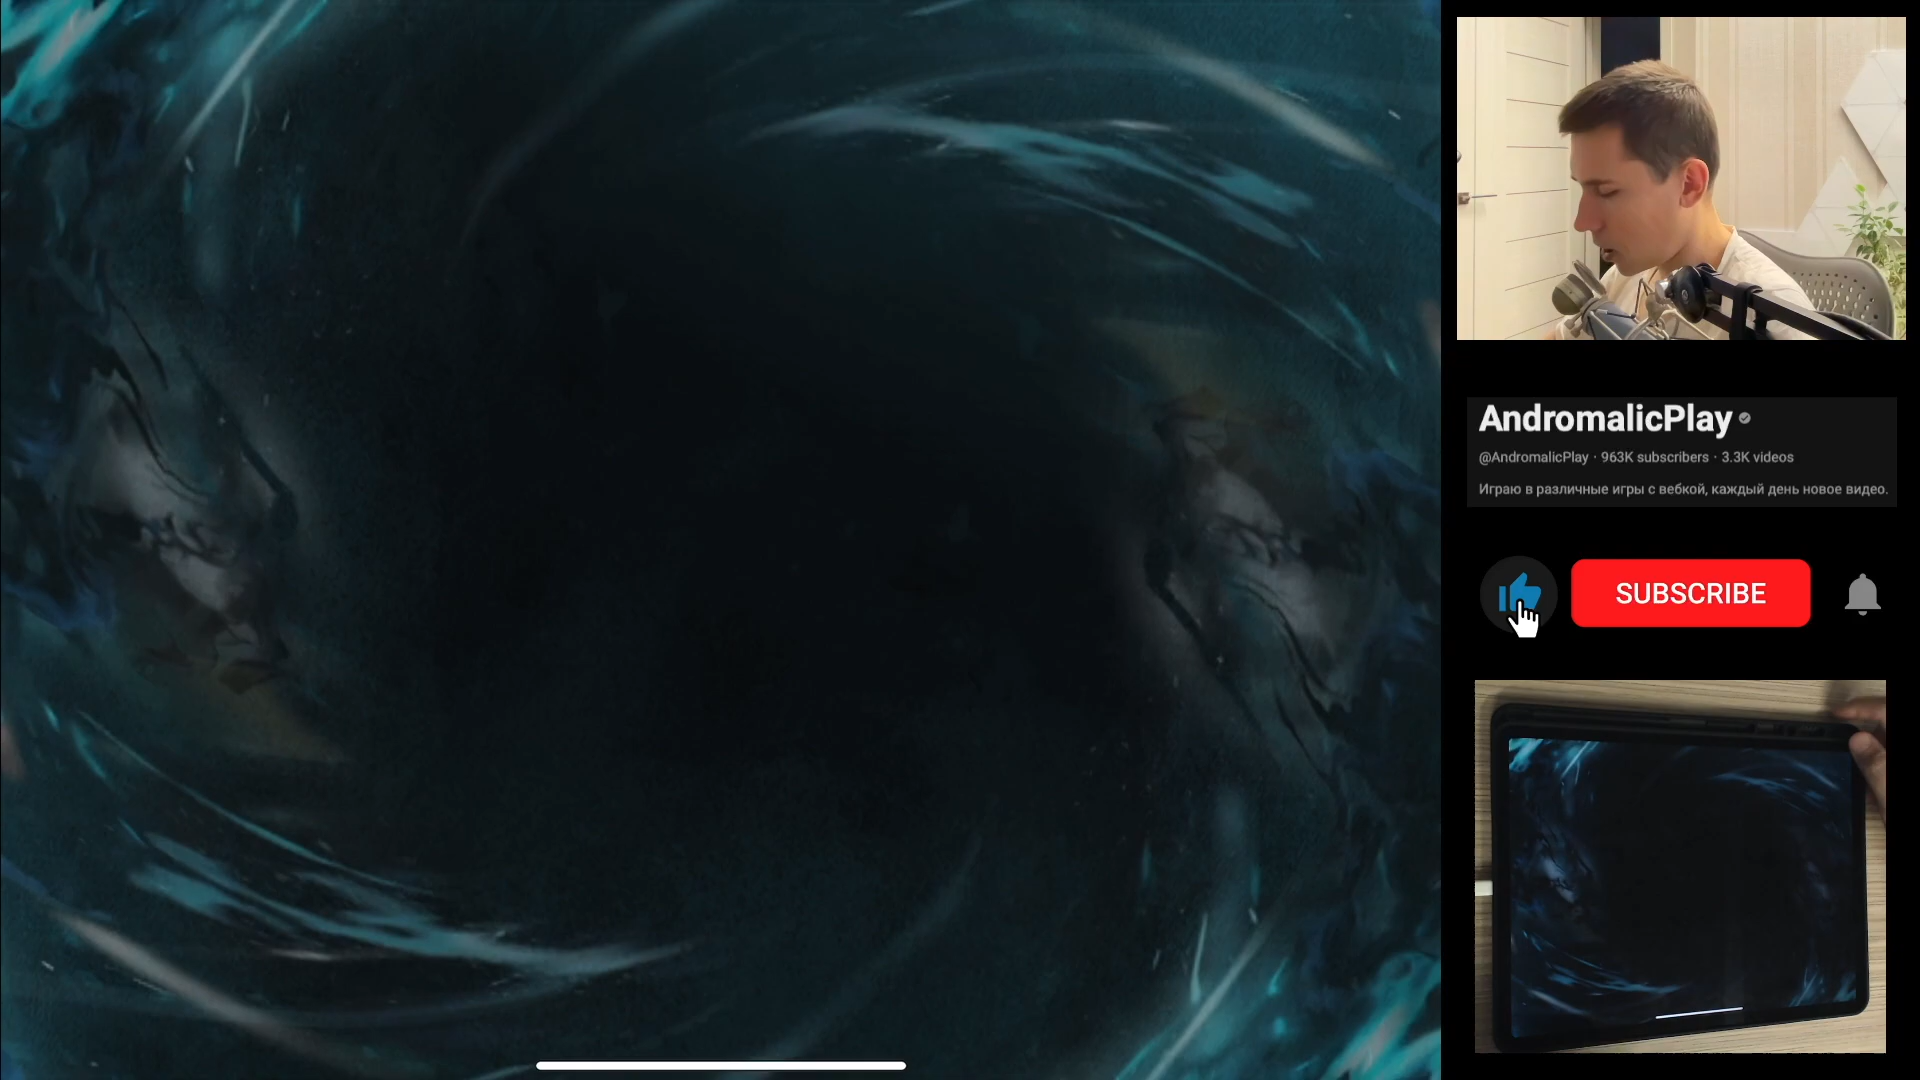 AndromalicPlay
@AndromalicPlay · 963K subscribers · 3.3K videos
Играю в различные игры с вебкой, каждый день новое видео.
SUBSCRIBE